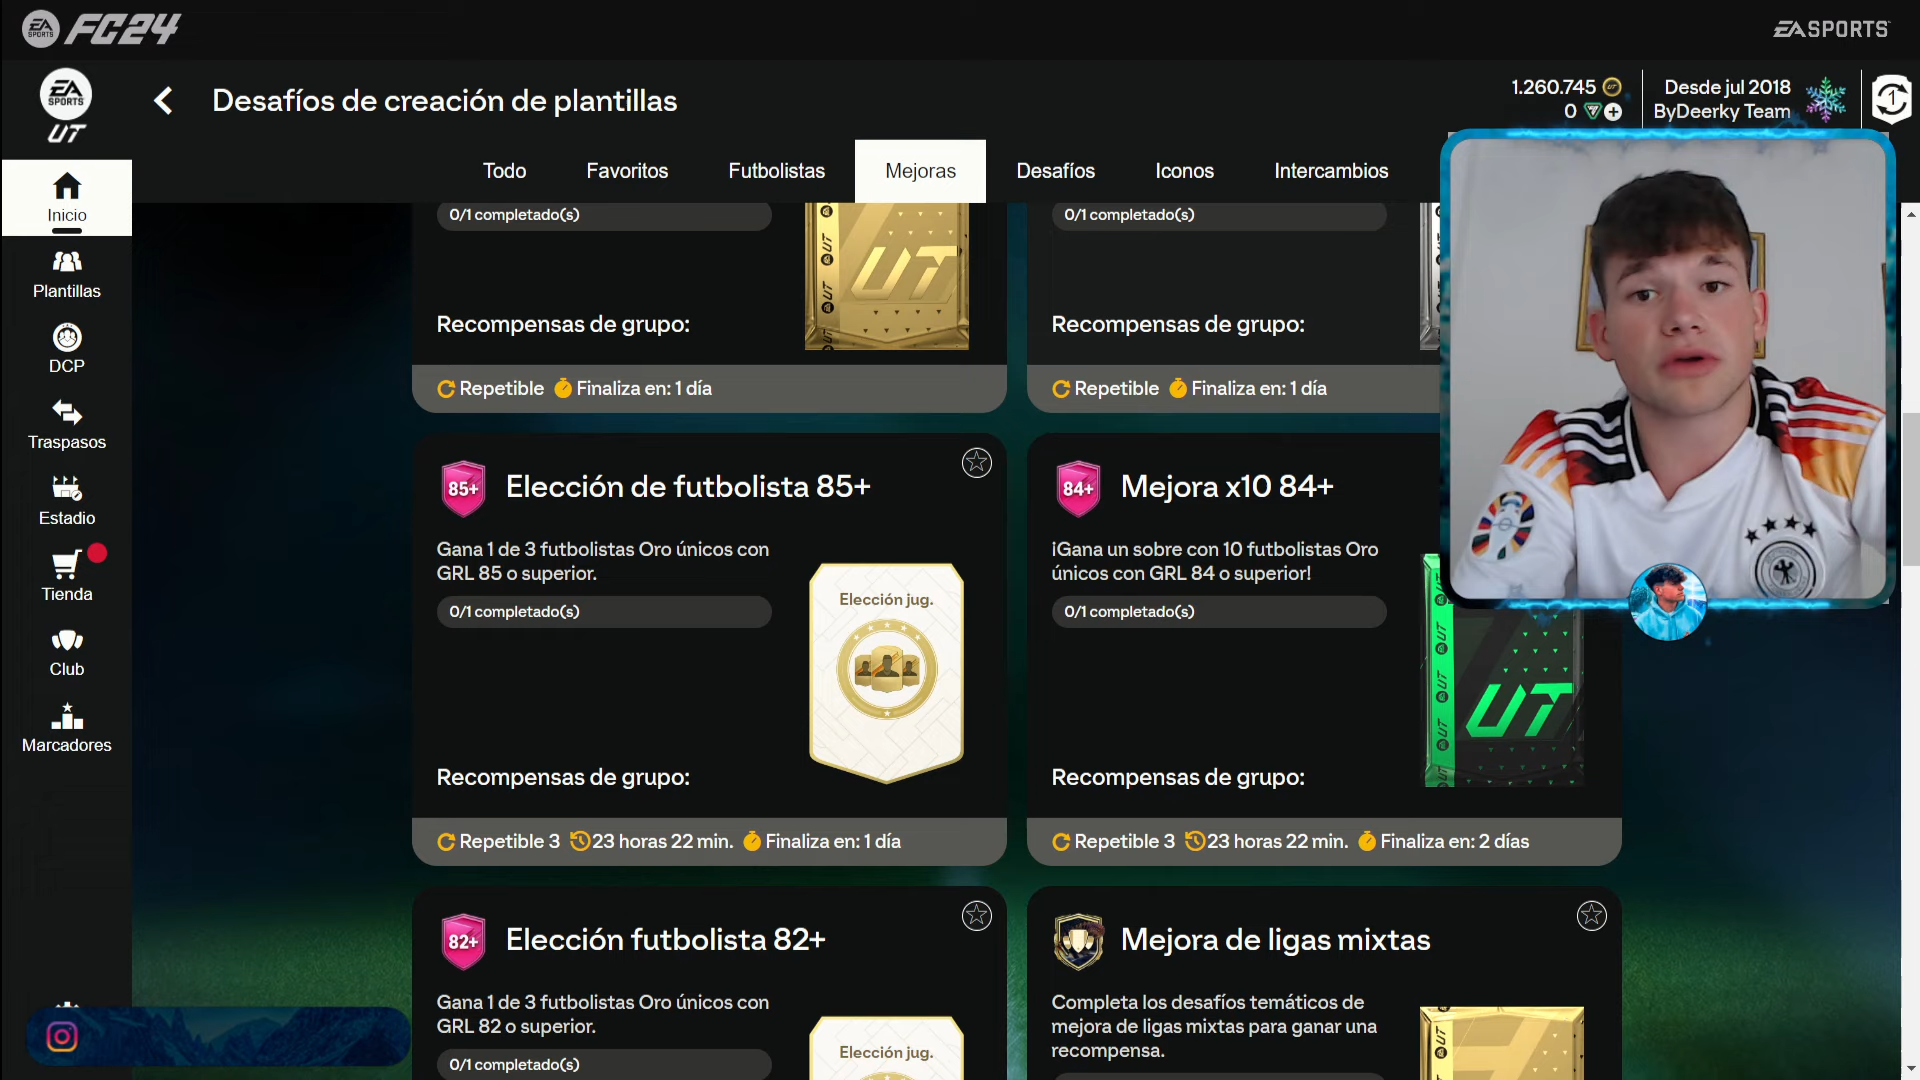 EA SPORTS FC24
EA SPORTS
EA SPORTS UT
Desafíos de creación de plantillas
1.260.745
0
Desde jul 2018
ByDeerky Team
1
Todo
Favoritos
Futbolistas
Mejoras
Desafíos
Iconos
Intercambios
Inicio
Plantillas
DCP
Traspasos
Estadio
Tienda
Club
Marcadores
0/1 completado(s)
UT
Recompensas de grupo:
Repetible Finaliza en: 1 día
0/1 completado(s)
Recompensas de grupo:
Repetible Finaliza en: 1 día
85+ Elección de futbolista 85+
Gana 1 de 3 futbolistas Oro únicos con
GRL 85 o superior.
0/1 completado(s)
Elección jug.
Recompensas de grupo:
Repetible 3 23 horas 22 min. Finaliza en: 1 día
84+ Mejora x10 84+
¡Gana un sobre con 10 futbolistas Oro
únicos con GRL 84 o superior!
0/1 completado(s)
UT
Recompensas de grupo:
Repetible 3 23 horas 22 min. Finaliza en: 2 días
82+ Elección futbolista 82+
Gana 1 de 3 futbolistas Oro únicos con
GRL 82 o superior.
0/1 completado(s)
Elección jug.
Mejora de ligas mixtas
Completa los desafíos temáticos de
mejora de ligas mixtas para ganar una
recompensa.
UT